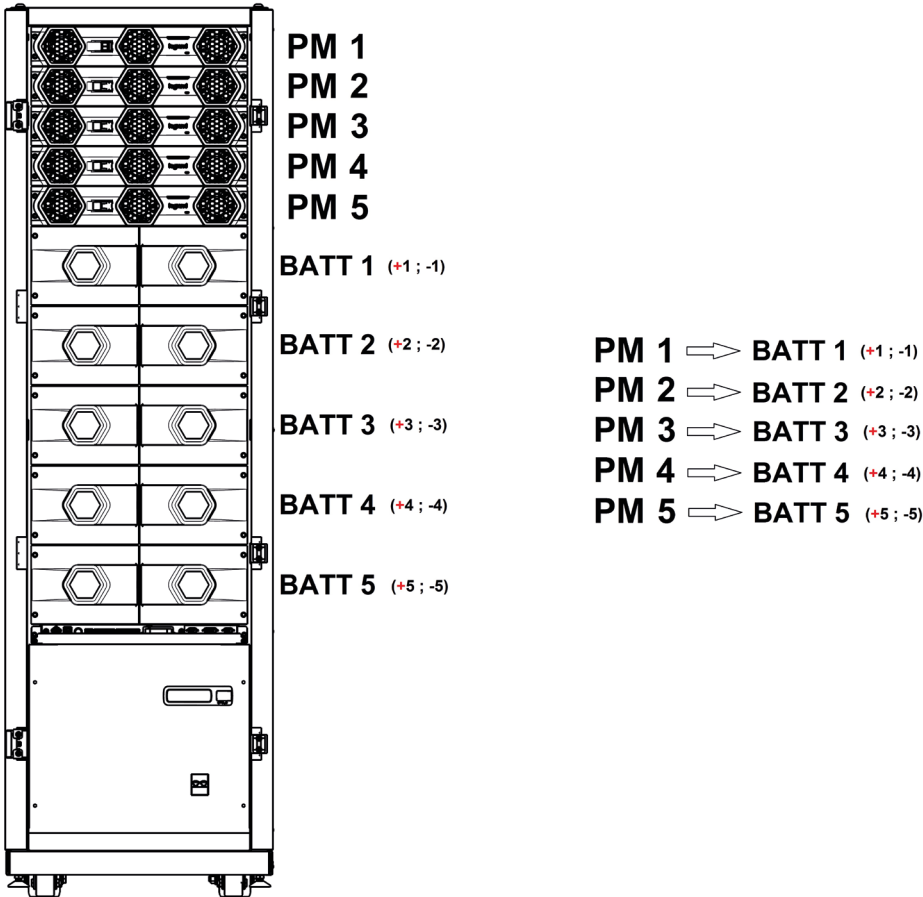 PM 1
PM 2
PM 3
PM 4
PM 5
BATT 1 (+1 ; -1)
BATT 2 (+2 ; -2)
BATT 3 (+3 ; -3)
BATT 4 (+4 ; -4)
BATT 5 (+5 ; -5)
PM 1 BATT 1 (+1 ; -1)
PM 2 BATT 2 (+2 ; -2)
PM 3 BATT 3 (+3 ; -3)
PM 4 BATT 4 (+4 ; -4)
PM 5 BATT 5 (+5 ; -5)